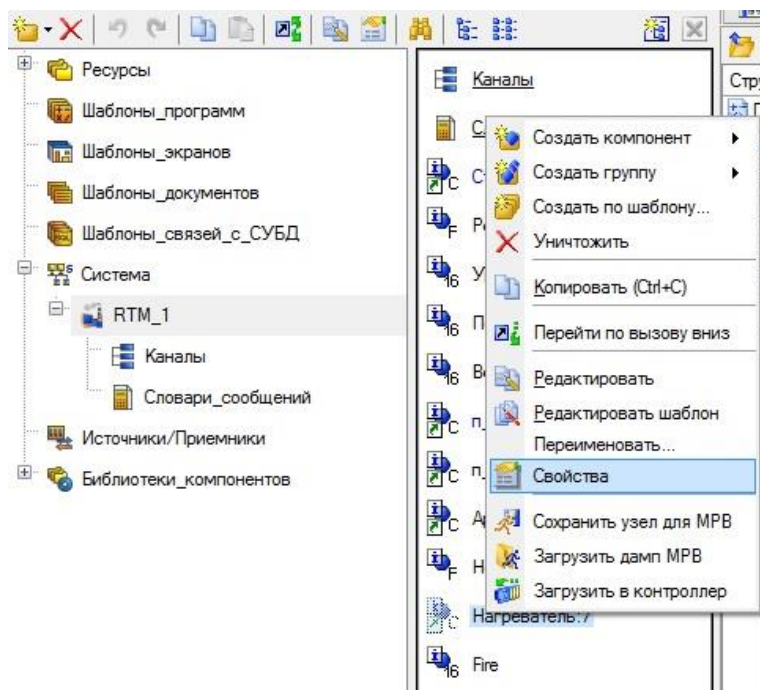 Ресурсы
Шаблоны_программ
Шаблоны_экранов
Шаблоны_документов
Шаблоны_связей_с_СУБД
Система
RTM_1
Каналы
Словари_сообщений
Источники/Приемники
Библиотеки_компонентов
Каналы
Создать компонент
Создать группу
Создать по шаблону...
Уничтожить
Копировать (Ctrl+C)
Перейти по вызову вниз
Редактировать
Редактировать шаблон
Переименовать...
Свойства
Сохранить узел для МРВ
Загрузить дамп МРВ
Загрузить в контроллер
Нагреватель:7
Fire